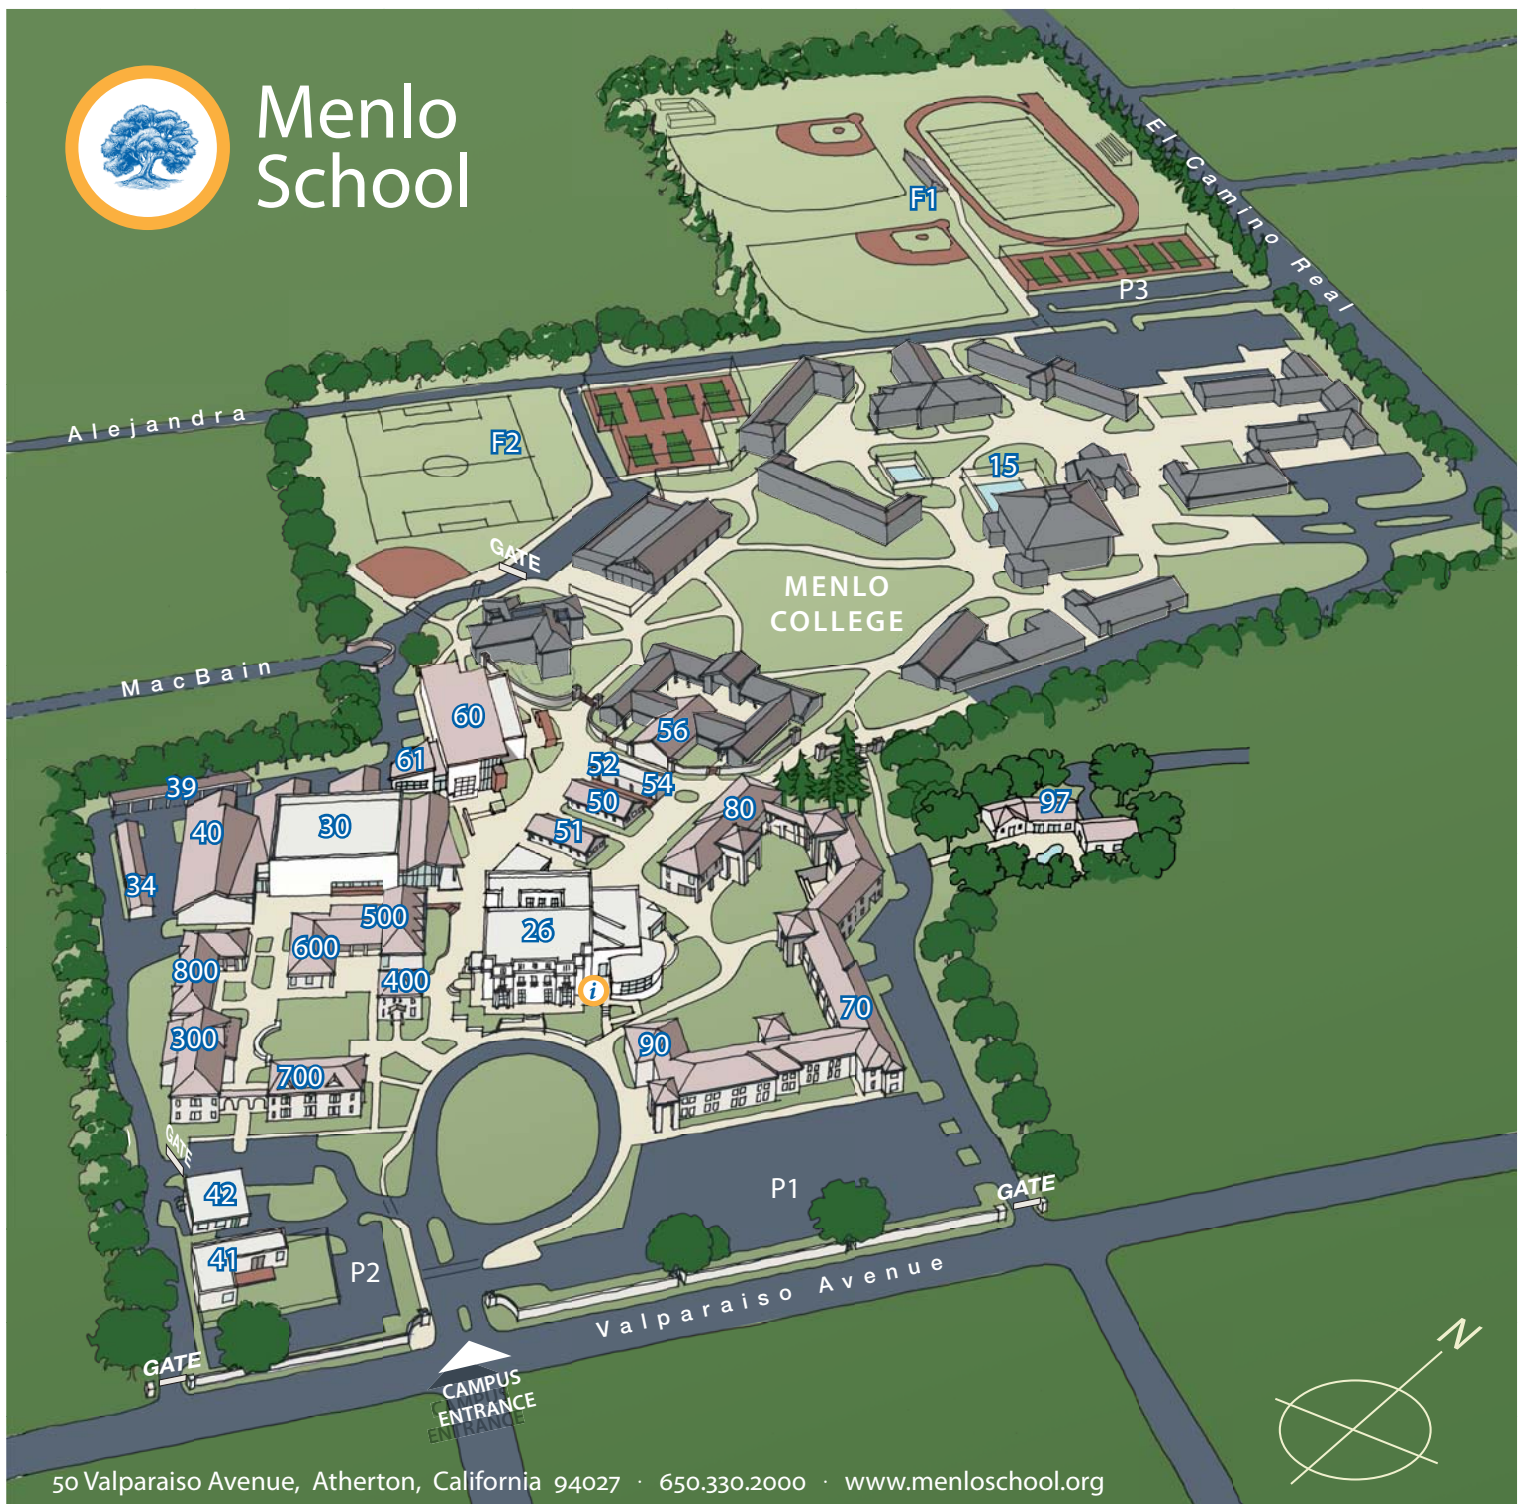 Menlo
School
El Camino Real
F1
P3
Alejandra
F2
15
GATE
MENLO
COLLEGE
MacBain
60
56
61
52
54
39
50
80
97
40
30
51
34
500
26
600
800
400
i
70
300
90
700
GATE
42
P1
GATE
41
P2
Valparaiso Avenue
N
GATE
CAMPUS
ENTRANCE
50 Valparaiso Avenue, Atherton, California 94027 · 650.330.2000 · www.menloschool.org